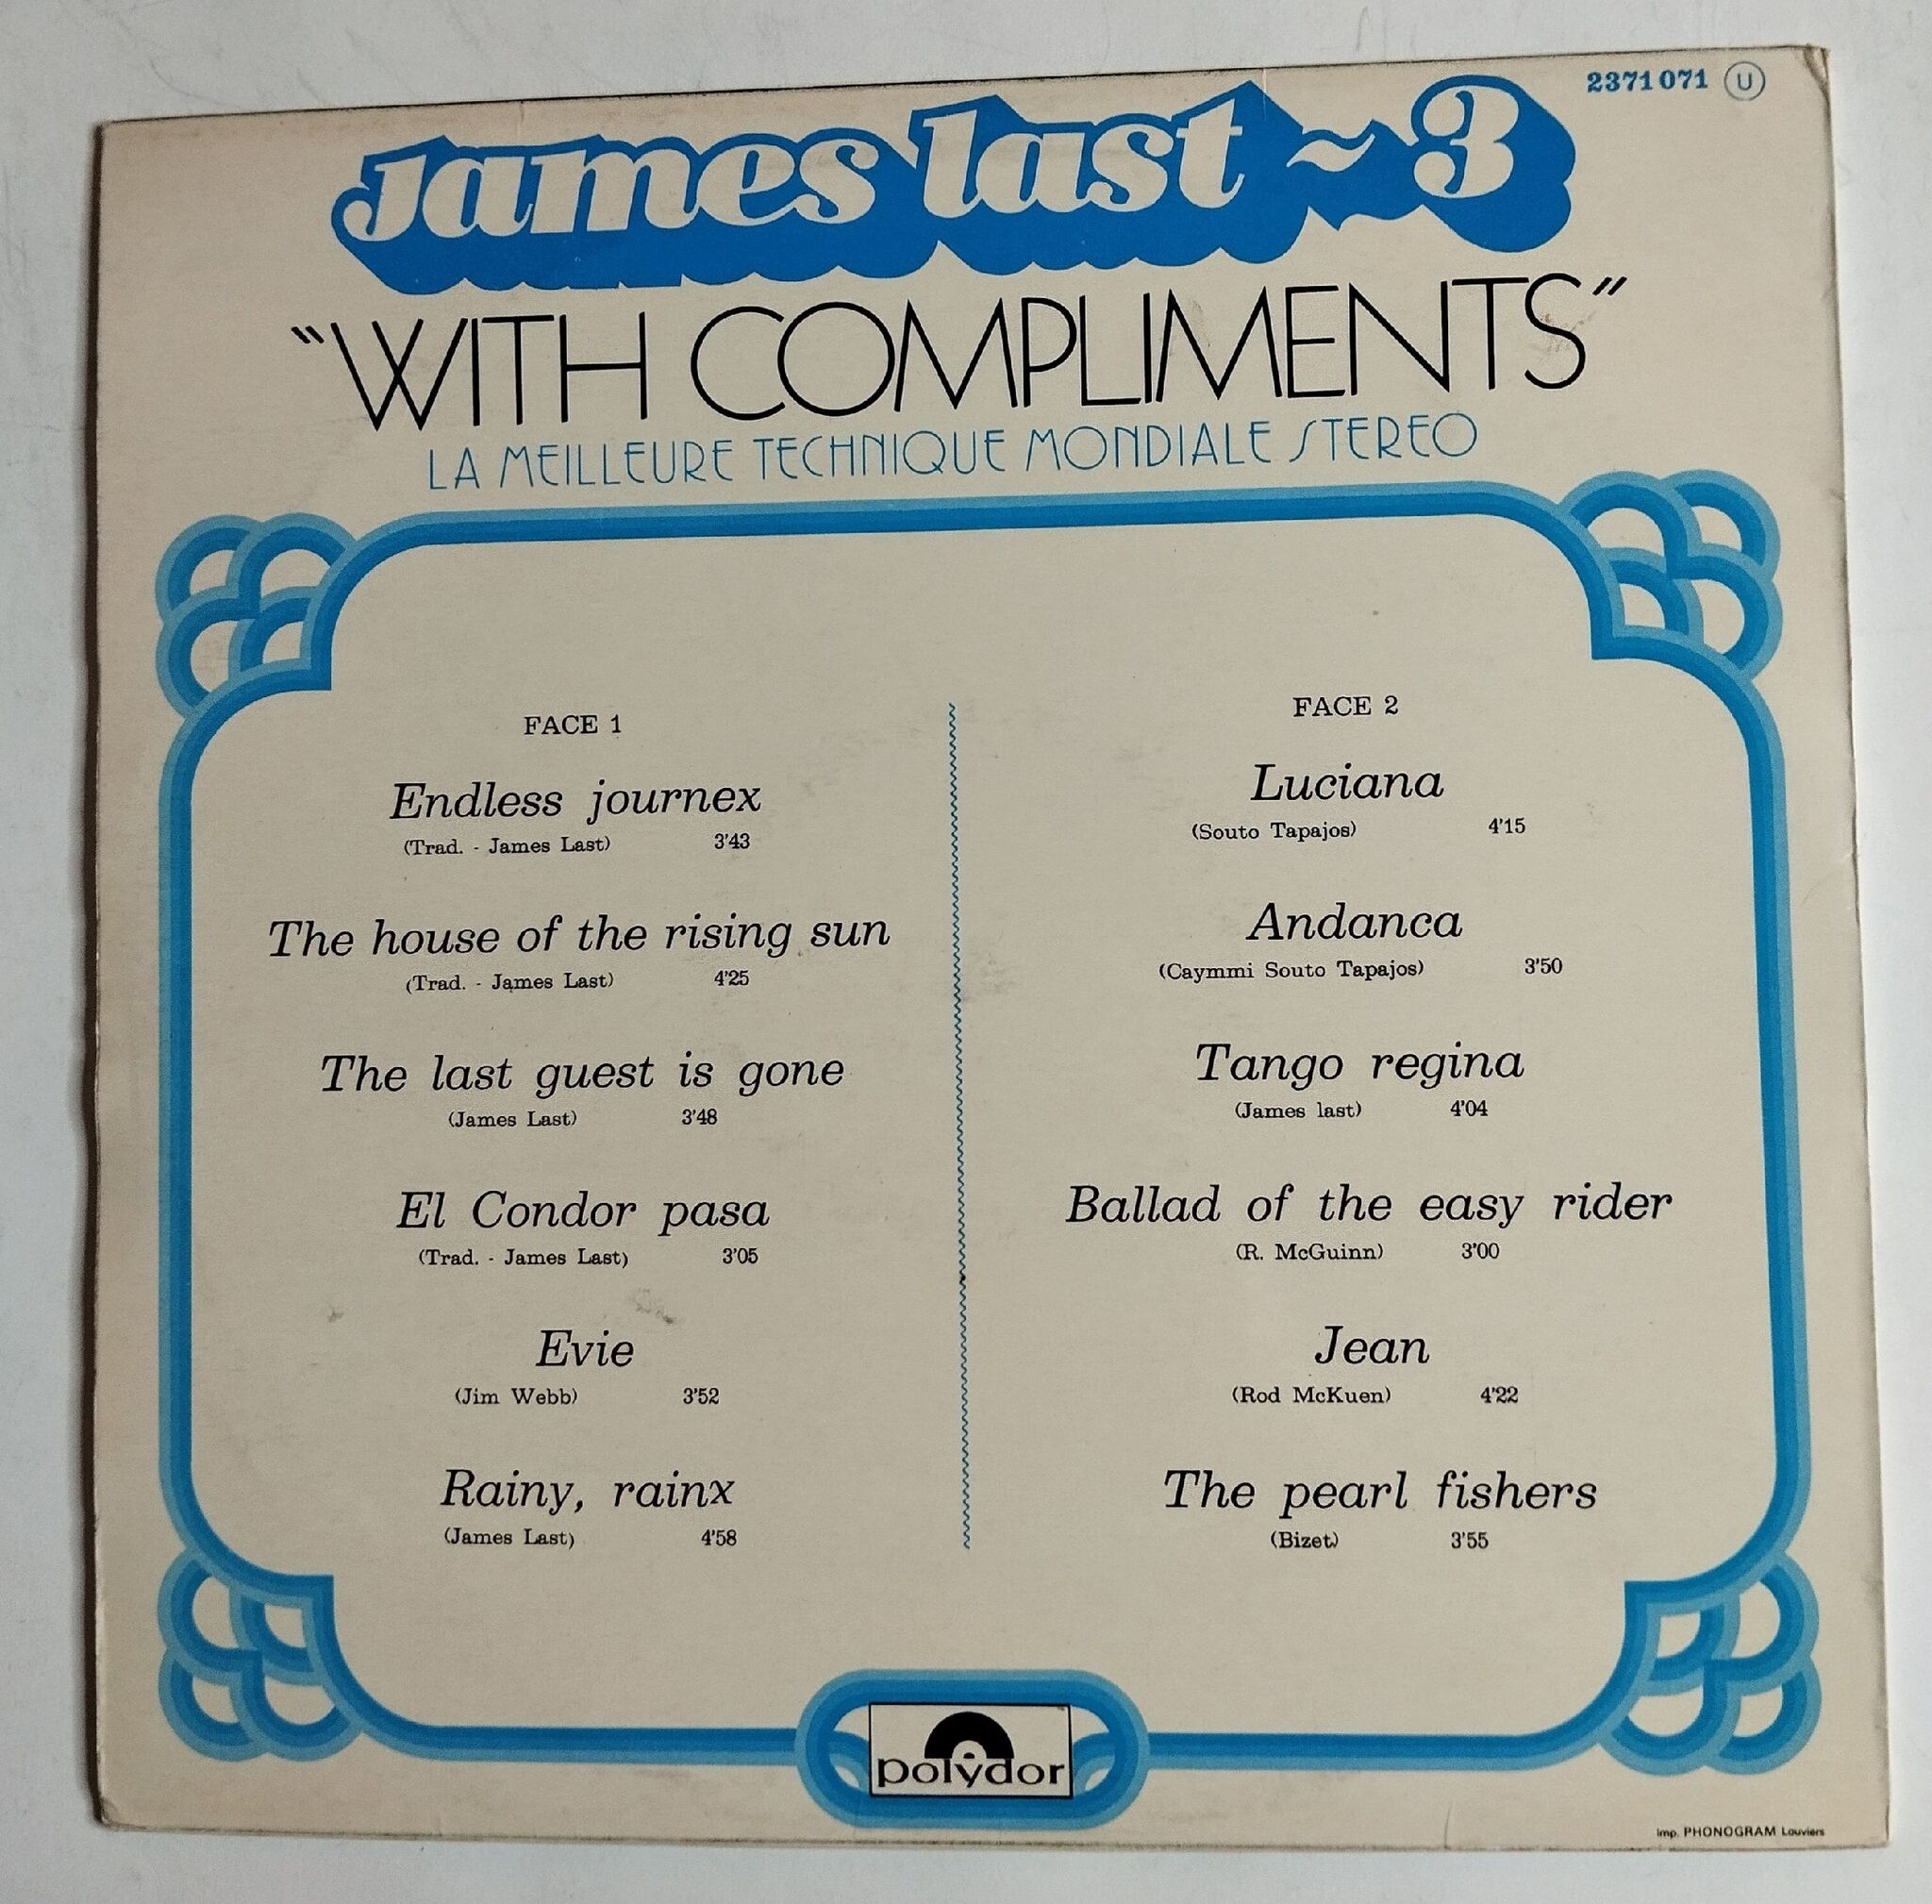 2371071 U
james last ~ 3
"WITH COMPLIMENTS"
LA MEILLEURE TECHNIQUE MONDIALE STEREO
FACE 1
Endless journex
(Trad. - James Last) 3'43
The house of the rising sun
(Trad. - James Last) 4'25
The last guest is gone
(James Last) 3'48
El Condor pasa
(Trad. - James Last) 3'05
Evie
(Jim Webb) 3'52
Rainy, rainx
(James Last) 4'58
FACE 2
Luciana
(Souto Tapajos) 4'15
Andanca
(Caymmi Souto Tapajos) 3'50
Tango regina
(James last) 4'04
Ballad of the easy rider
(R. McGuinn) 3'00
Jean
(Rod McKuen) 4'22
The pearl fishers
(Bizet) 3'55
polydor
Imp. PHONOGRAM Louviers